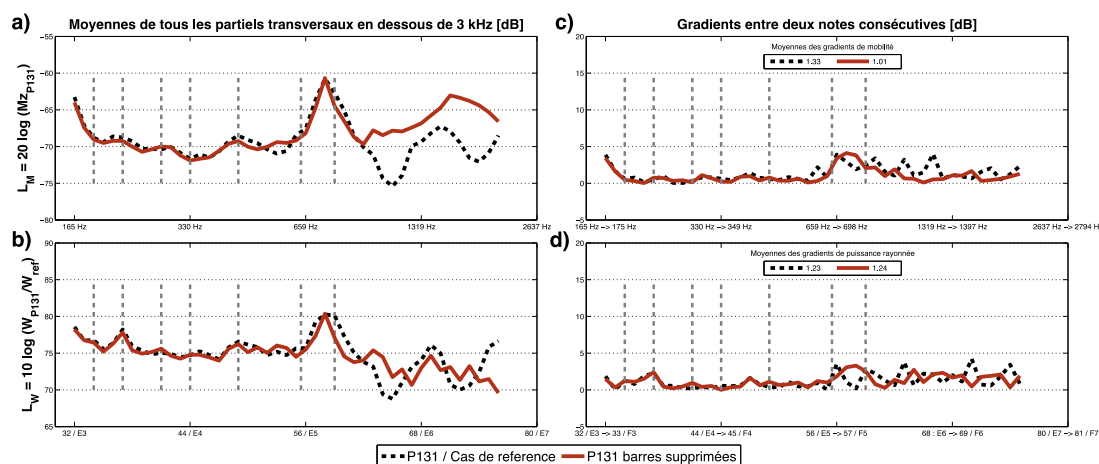 a)
Moyennes de tous les partiels transversaux en dessous de 3 kHz [dB]
L_M = 20 log (Mz_P131)
−55
−60
−65
−70
−75
−80
165 Hz
330 Hz
659 Hz
1319 Hz
2637 Hz
c)
Gradients entre deux notes consécutives [dB]
20
15
10
5
0
−5
Moyennes des gradients de mobilité
1.33
1.01
165 Hz −> 175 Hz
330 Hz −> 349 Hz
659 Hz −> 698 Hz
1319 Hz −> 1397 Hz
2637 Hz −> 2794 H
b)
L_W = 10 log (W_P131/W_ref)
90
85
80
75
70
65
32 / E3
44 / E4
56 / E5
68 / E6
80 / E7
d)
20
15
10
5
0
−5
Moyennes des gradients de puissance rayonnée
1.23
1.24
32 / E3 −> 33 / F3
44 / E4 −> 45 / F4
56 / E5 −> 57 / F5
68 : E6 −> 69 / F6
80 / E7 −> 81 / F7
P131 / Cas de reference
P131 barres supprimées